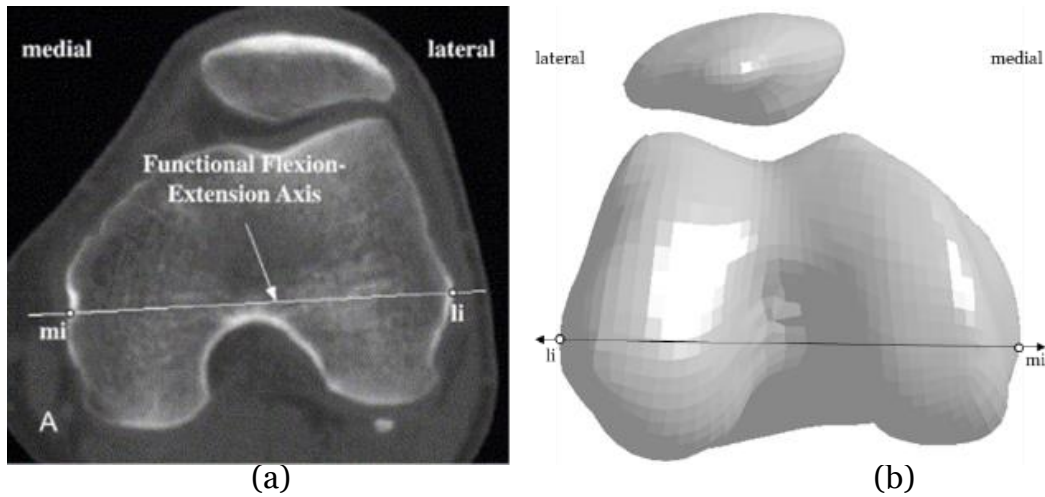 medial
lateral
Functional Flexion-
Extension Axis
mi
li
A
(a)
lateral
medial
li
mi
(b)